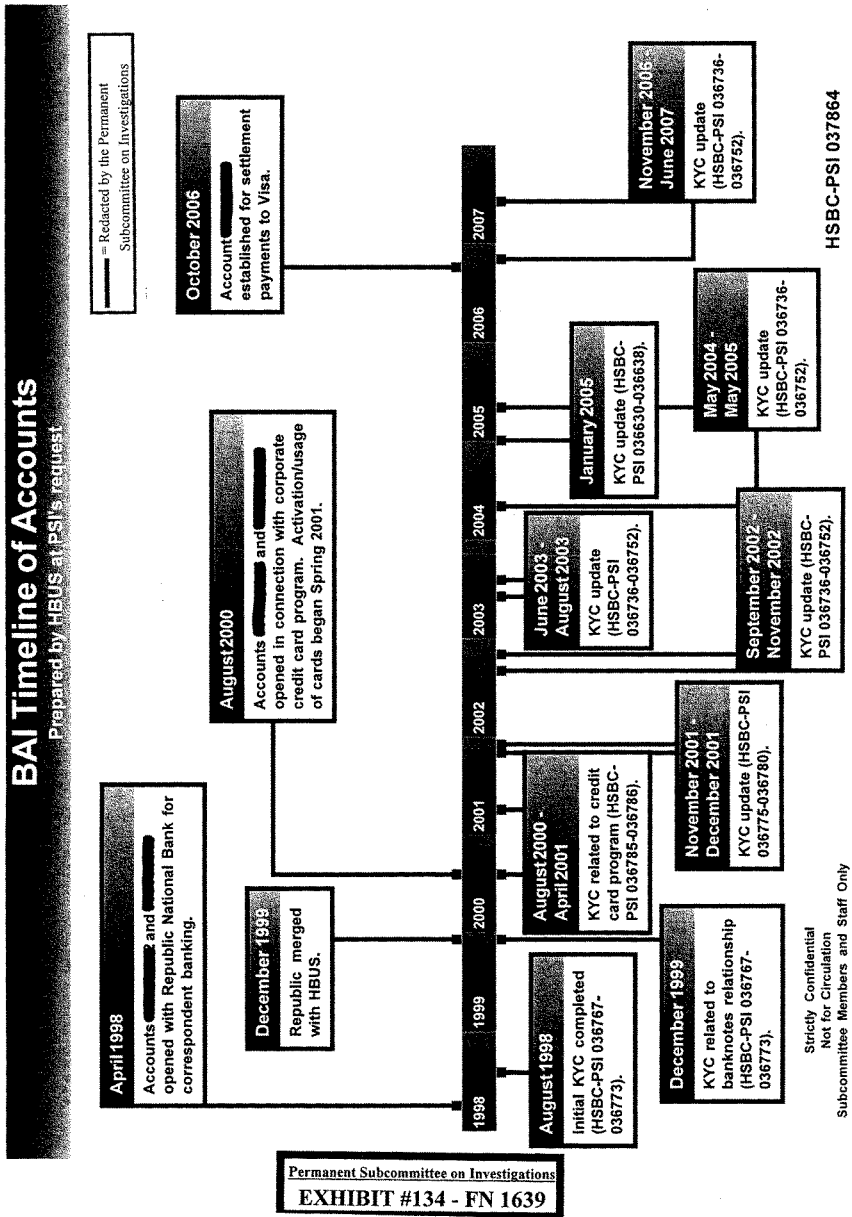 BAI Timeline of Accounts
Prepared by HBUS at PSI's request
= Redacted by the Permanent
Subcommittee on Investigations
April 1998
Accounts and
opened with Republic National Bank for
correspondent banking.
December 1999
Republic merged
with HBUS.
August 2000
Accounts and
opened in connection with corporate
credit card program. Activation/usage
of cards began Spring 2001.
October 2006
Account
established for settlement
payments to Visa.
1998
1999
2000
2001
2002
2003
2004
2005
2006
2007
August 1998
Initial KYC completed
(HSBC-PSI 036767-
036773).
December 1999
KYC related to
banknotes relationship
(HSBC-PSI 036767-
036773).
August 2000 -
April 2001
KYC related to credit
card program (HSBC-
PSI 036785-036786).
November 2001 -
December 2001
KYC update (HSBC-PSI
036775-036780).
September 2002 -
November 2002
KYC update (HSBC-
PSI 036736-036752).
June 2003 -
August 2003
KYC update
(HSBC-PSI
036736-036752).
January 2005
KYC update (HSBC-
PSI 036630-036638).
May 2004 -
May 2005
KYC update
(HSBC-PSI 036736-
036752).
November 2006 -
June 2007
KYC update
(HSBC-PSI 036736-
036752).
Strictly Confidential
Not for Circulation
Subcommittee Members and Staff Only
HSBC-PSI 037864
Permanent Subcommittee on Investigations
EXHIBIT #134 - FN 1639